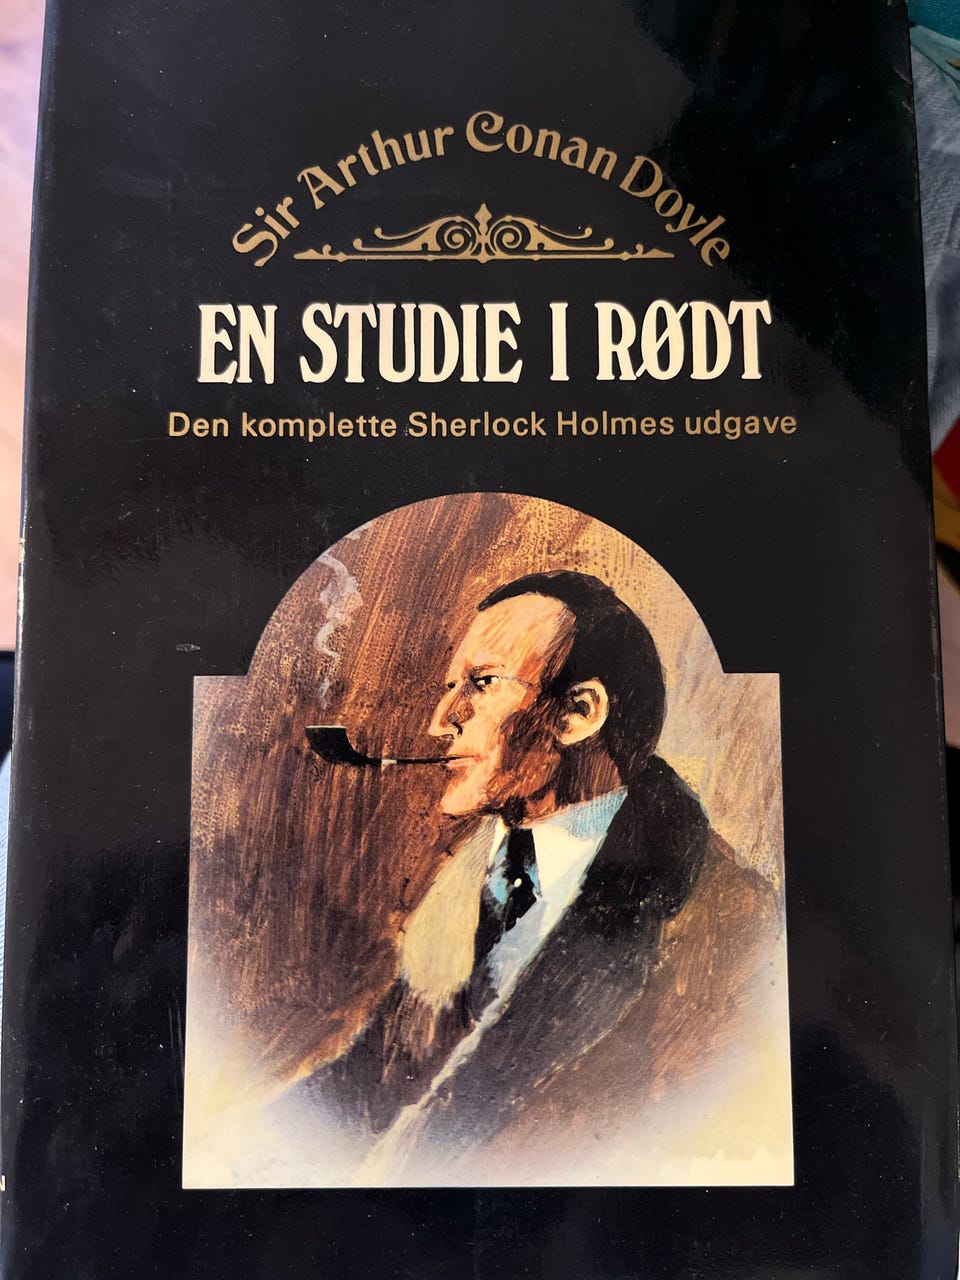 Sir Arthur Conan Doyle
EN STUDIE I RØDT
Den komplette Sherlock Holmes udgave